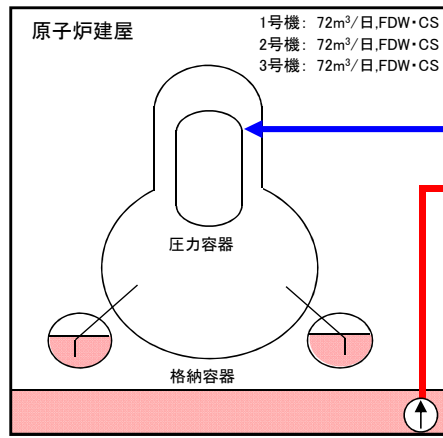 原子炉建屋
1号機: 72m³/日,FDW・CS
2号機: 72m³/日,FDW・CS
3号機: 72m³/日,FDW・CS
圧力容器
格納容器